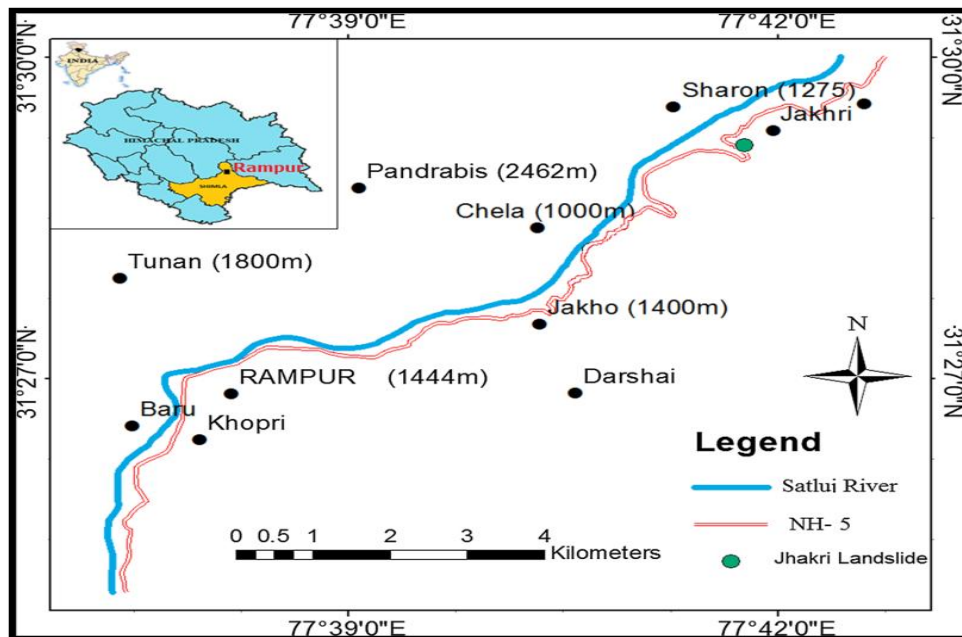 77°39'0"E
77°42'0"E
31°30'0"N
31°30'0"N
INDIA
HIMACHAL PRADESH
Rampur
SHIMLA
Sharon (1275)
Jakhri
Pandrabis (2462m)
Chela (1000m)
Tunan (1800m)
Jakho (1400m)
N
31°27'0"N
31°27'0"N
RAMPUR (1444m)
Darshai
Baru
Khopri
Legend
Satluj River
NH- 5
Jhakri Landslide
0 0.5 1 2 3 4
Kilometers
77°39'0"E
77°42'0"E